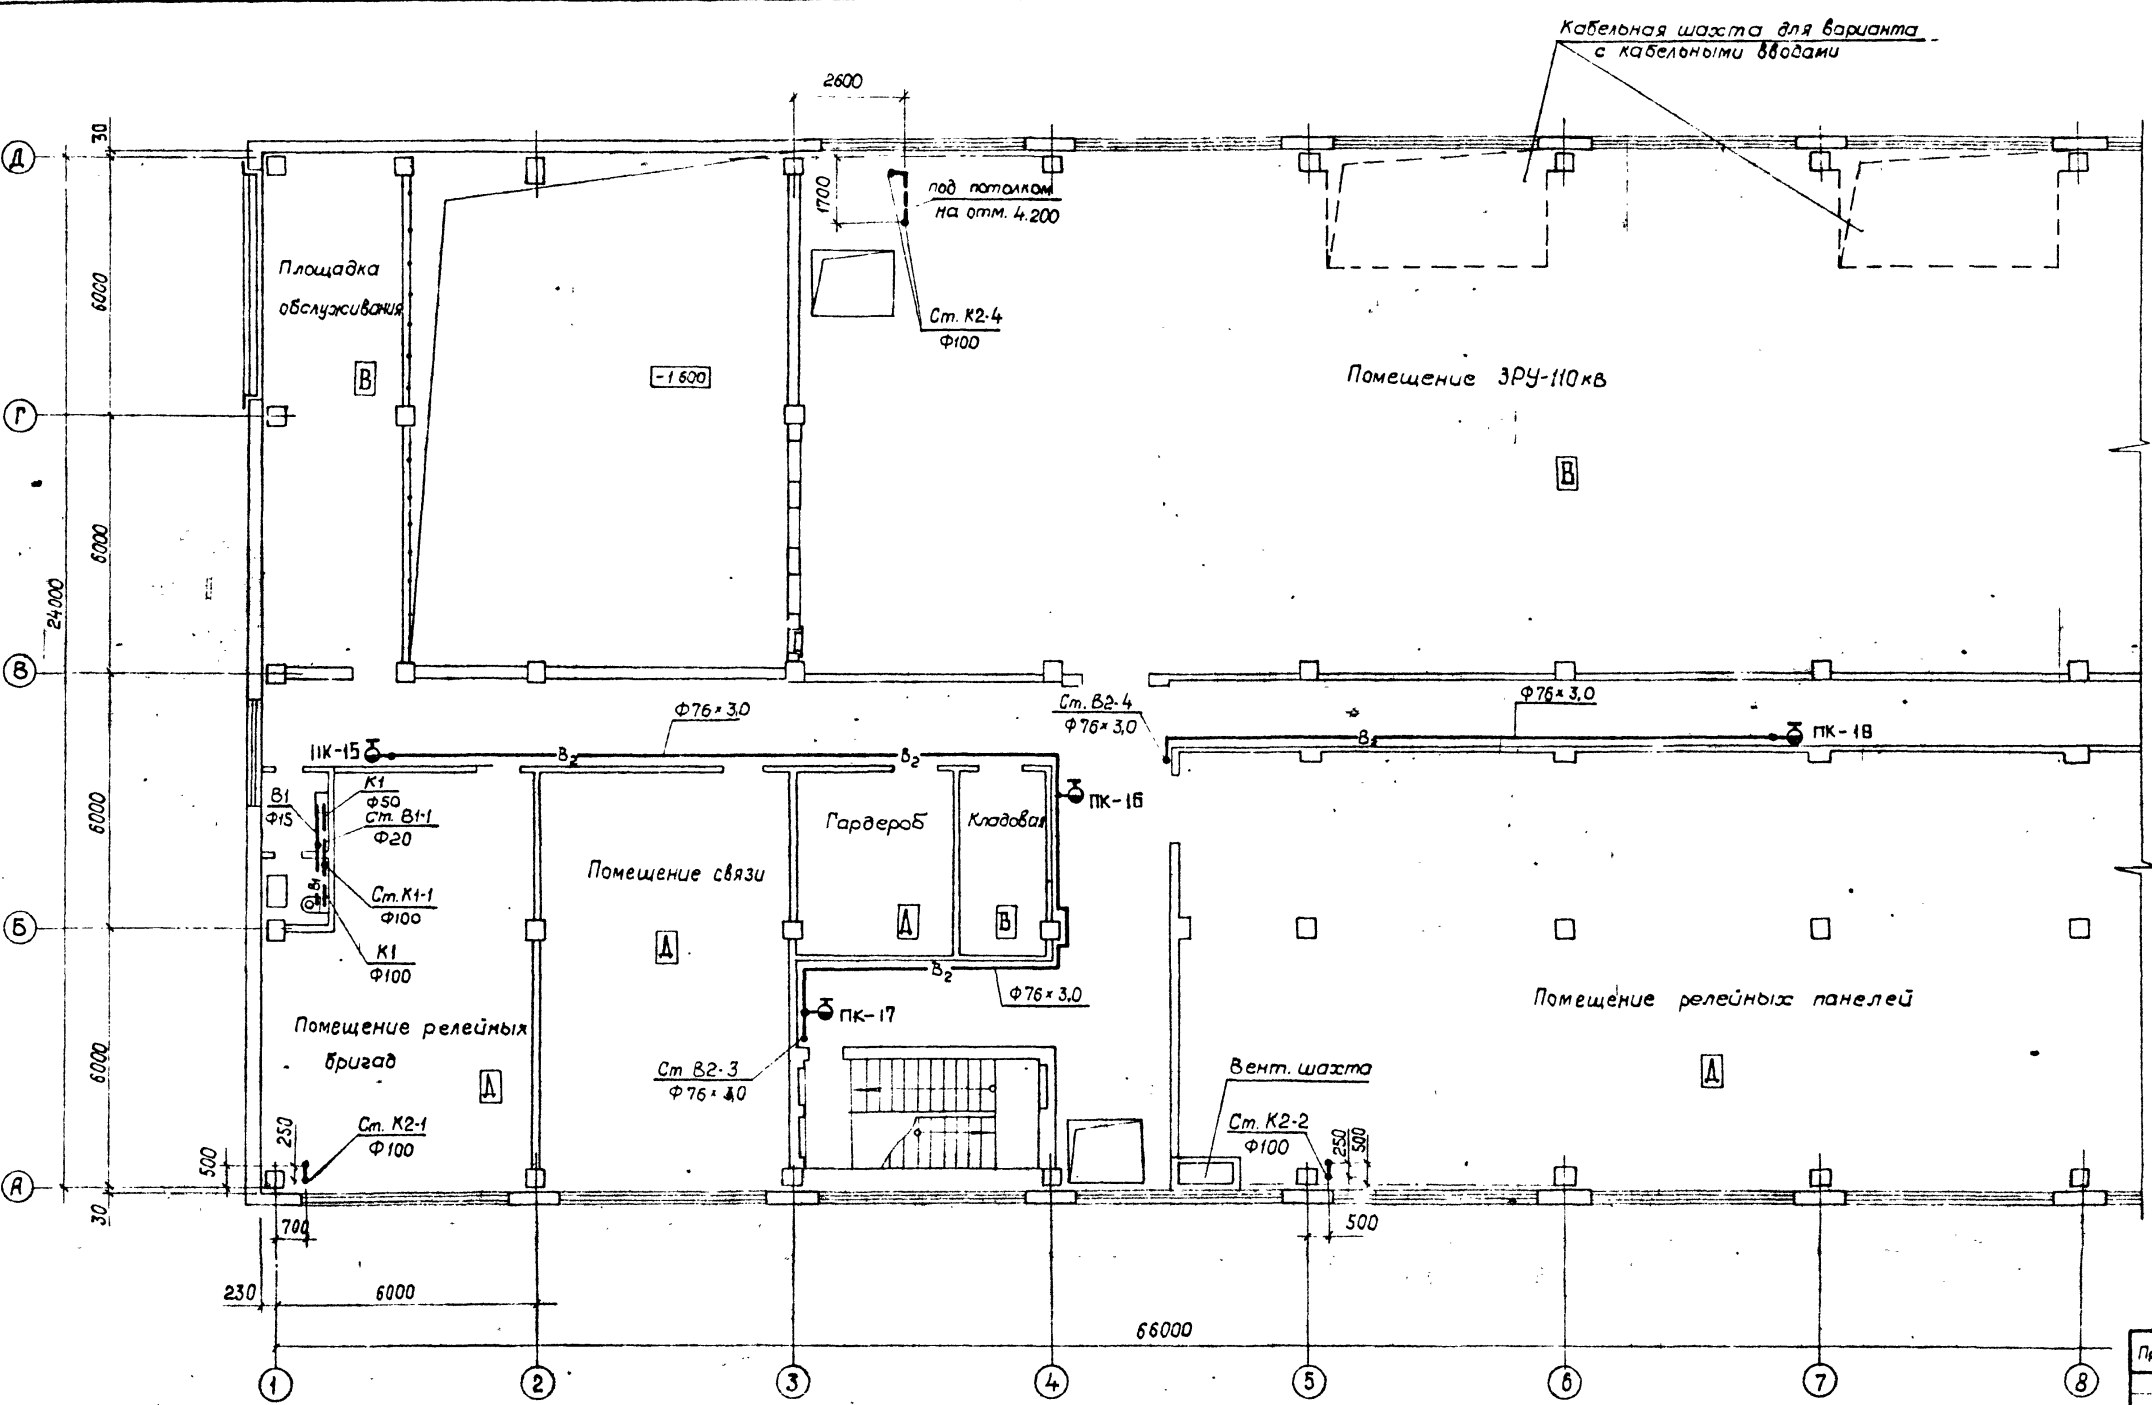 Кабельная шахта для варианта
с кабельными вводами
2600
30
Д
1700
под потолком
на отм. 4.200
6000
Площадка
обслуживания
Ст. К2-4
Ф100
В
-1 600
Помещение ЗРУ-110кв
Г
В
6000
24000
В
Ф76×3,0
Ст. В2-4
Ф76×3,0
Ф76×3,0
ПК-15
В2
В2
В2
ПК-18
В1
Ф15
К1
Ф50
Ст. В1-1
Ф20
ПК-16
6000
Гардероб
Кладовая
Помещение связи
В1
Ст. К1-1
Ф100
Б
Д
Д
В
К1
Ф100
В2
Ф76×3,0
Помещение релейных панелей
ПК-17
Помещение релейных
бригад
6000
Ст В2-3
Ф76×3,0
Вент. шахта
Д
Д
Ст. К2-1
Ф100
Ст. К2-2
Ф100
250
500
250
500
А
30
700
500
230
6000
66000
1
2
3
4
5
6
7
8